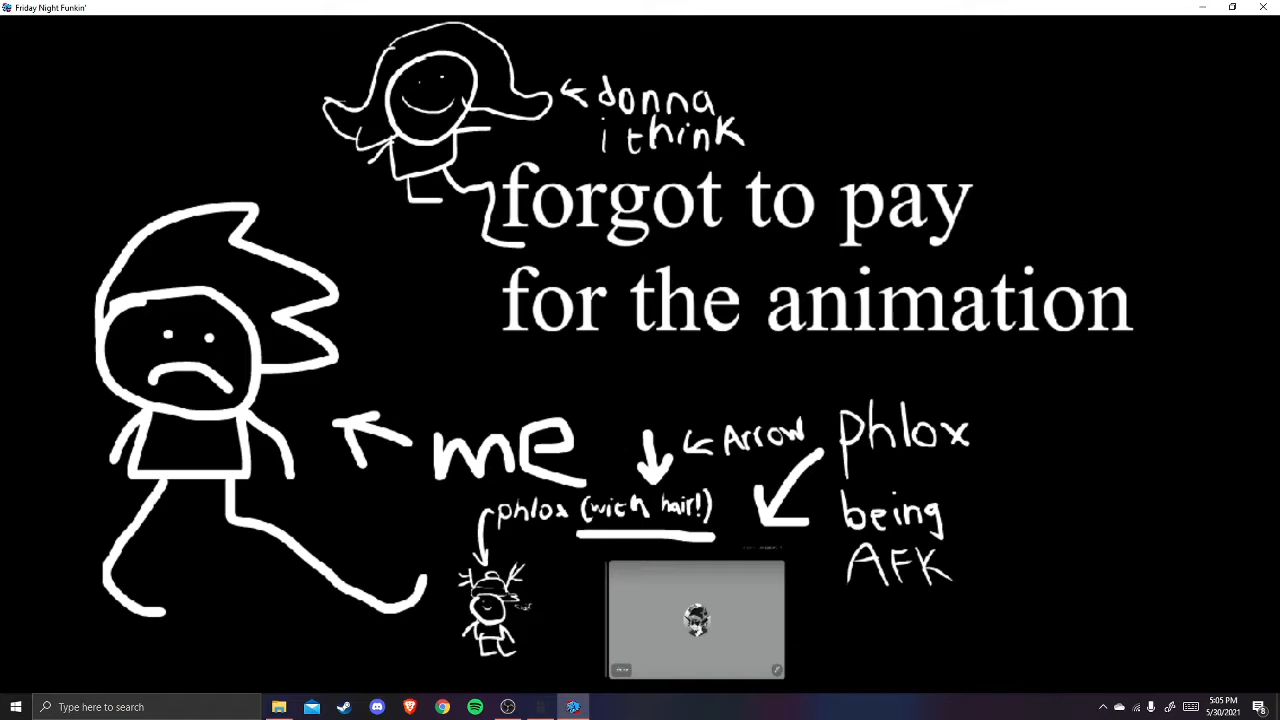 Friday Night Funkin'
donna
i think
forgot to pay
for the animation
me
Arrow
phlox
being
AFK
phlox (with hair!)
Type here to search
5:05 PM
5/30/2021